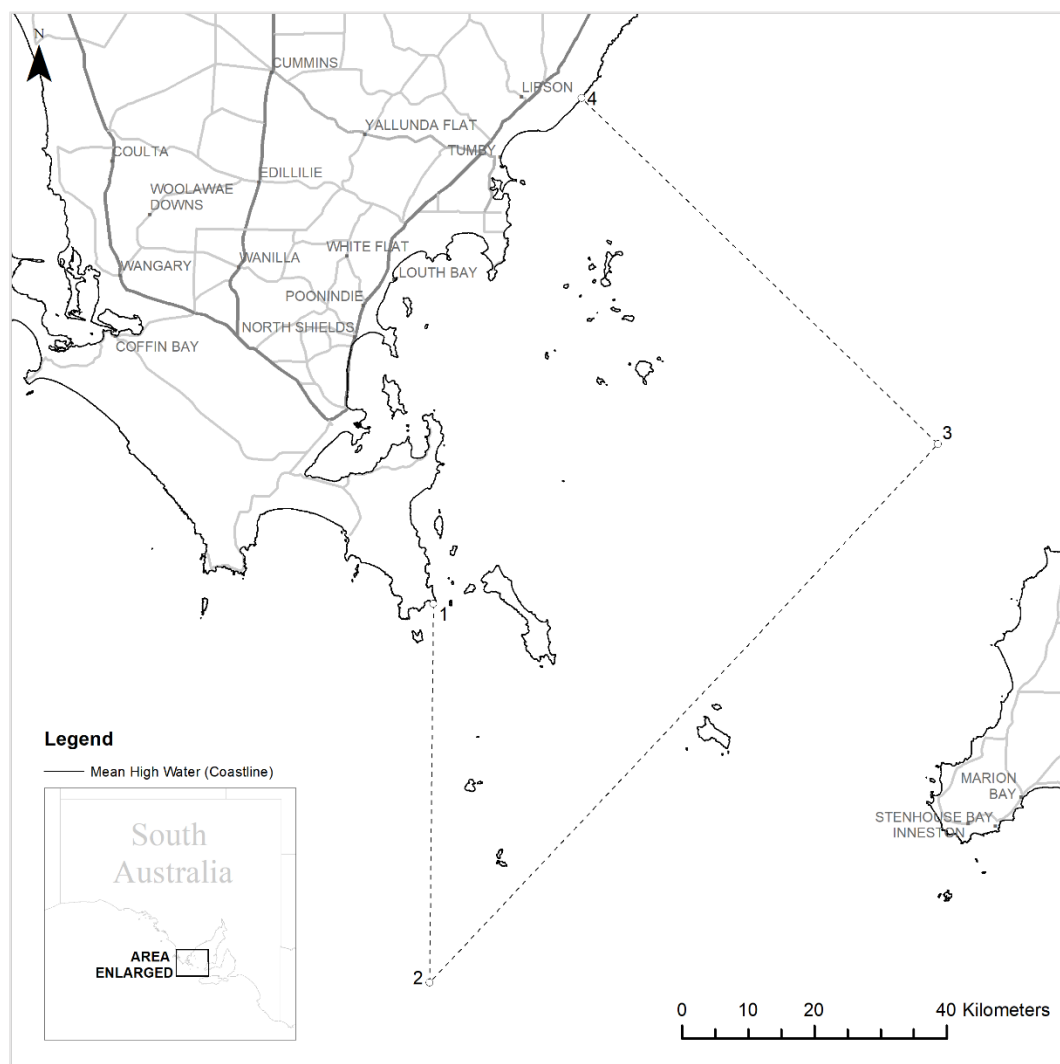 N
CUMMINS
LIPSON
4
YALLUNDA FLAT
TUMBY
COULTA
EDILLILIE
WOOLAWAE
DOWNS
WHITE FLAT
WANGARY
WANILLA
LOUTH BAY
POONINDIE
NORTH SHIELDS
COFFIN BAY
3
1
Legend
Mean High Water (Coastline)
MARION
BAY
STENHOUSE BAY
INNESTON
South
Australia
AREA
ENLARGED
2
0 10 20 40 Kilometers